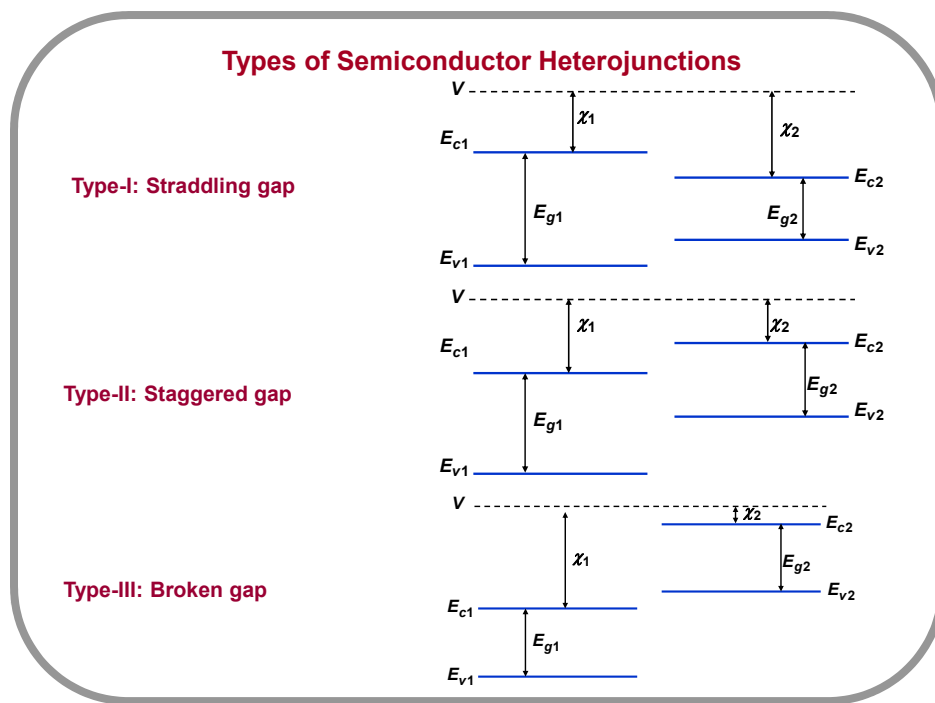 Types of Semiconductor Heterojunctions
V
χ1
χ2
Ec1
Type-I: Straddling gap
Ec2
Eg1
Eg2
Ev1
Ev2
V
χ1
χ2
Ec1
Ec2
Type-II: Staggered gap
Eg2
Eg1
Ev2
Ev1
V
χ2
Ec2
χ1
Eg2
Type-III: Broken gap
Ev2
Ec1
Eg1
Ev1